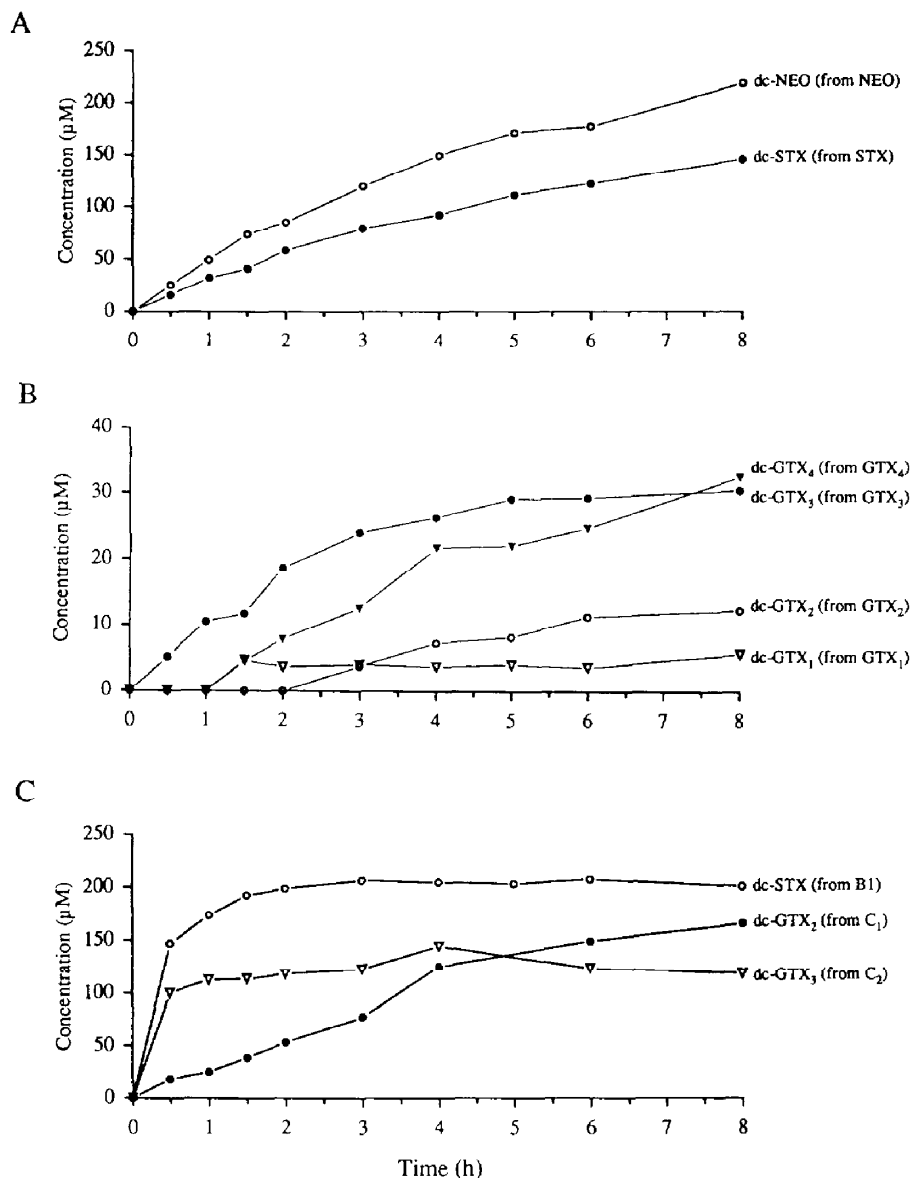 A
250
200
150
100
50
0
Concentration (µM)
dc-NEO (from NEO)
dc-STX (from STX)
0 1 2 3 4 5 6 7 8
B
40
30
20
10
0
Concentration (µM)
dc-GTX₄ (from GTX₄)
dc-GTX₃ (from GTX₃)
dc-GTX₂ (from GTX₂)
dc-GTX₁ (from GTX₁)
0 1 2 3 4 5 6 7 8
C
250
200
150
100
50
0
Concentration (µM)
dc-STX (from B1)
dc-GTX₂ (from C₁)
dc-GTX₃ (from C₂)
0 1 2 3 4 5 6 7 8
Time (h)